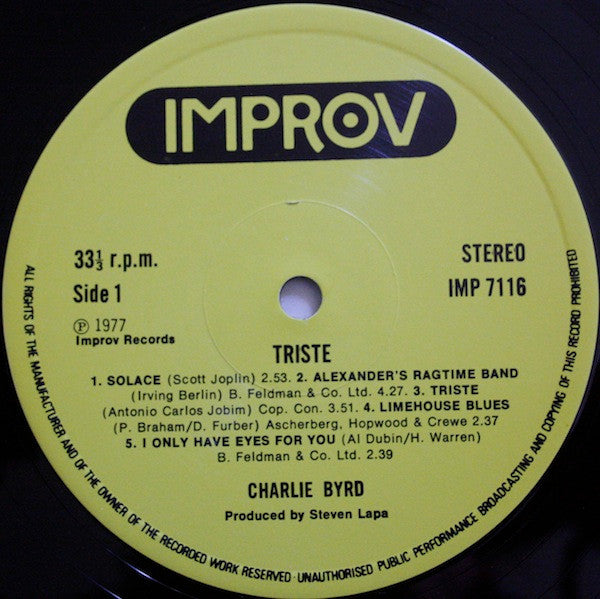 IMPROV
33⅓ r.p.m.
Side 1
Ⓟ 1977
Improv Records
STEREO
IMP 7116
TRISTE
1. SOLACE (Scott Joplin) 2.53. 2. ALEXANDER'S RAGTIME BAND
(Irving Berlin) B. Feldman & Co. Ltd. 4.27. 3. TRISTE
(Antonio Carlos Jobim) Cop. Con. 3.51. 4. LIMEHOUSE BLUES
(P. Braham/D. Furber) Ascherberg, Hopwood & Crewe 2.37
5. I ONLY HAVE EYES FOR YOU (Al Dubin/H. Warren)
B. Feldman & Co. Ltd. 2.39
CHARLIE BYRD
Produced by Steven Lapa
ALL RIGHTS OF THE MANUFACTURER AND OF THE OWNER OF THE RECORDED WORK RESERVED · UNAUTHORISED PUBLIC PERFORMANCE BROADCASTING AND COPYING OF THIS RECORD PROHIBITED